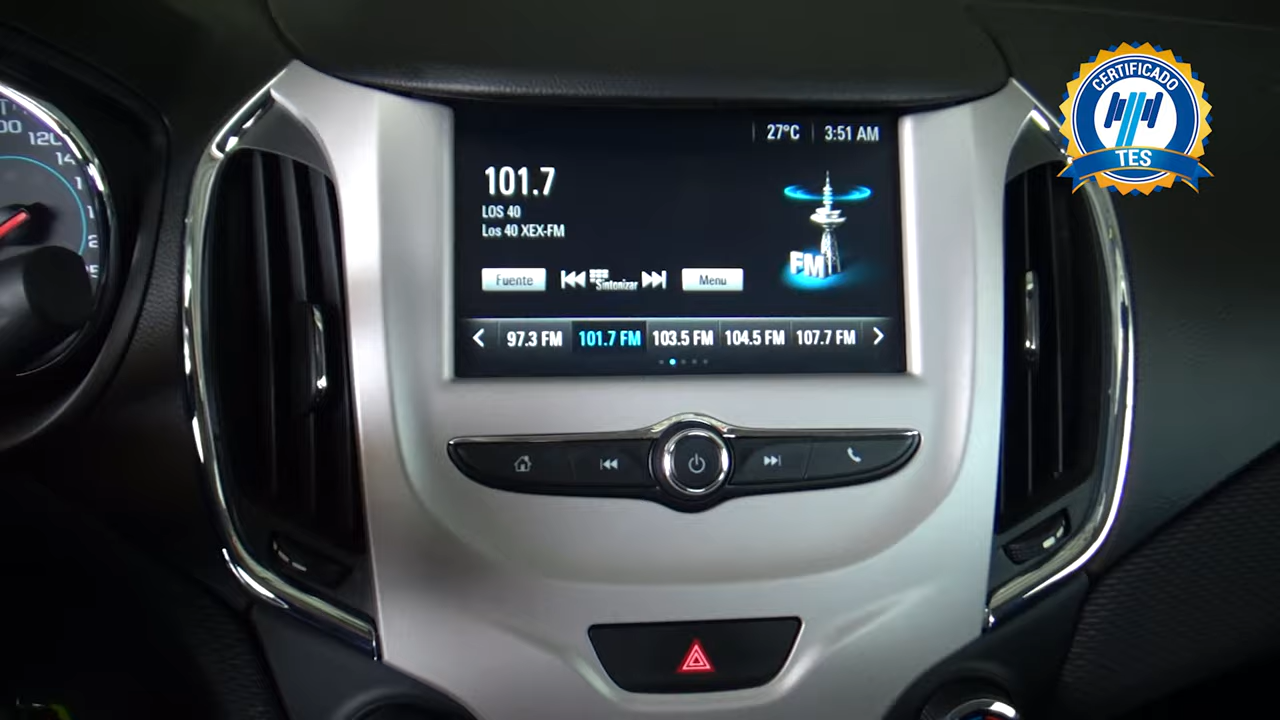 27°C 3:51 AM
101.7
LOS 40
Los 40 XEX-FM
Fuente Sintonizar Menu
FM
97.3 FM 101.7 FM 103.5 FM 104.5 FM 107.7 FM
CERTIFICADO
TES
120